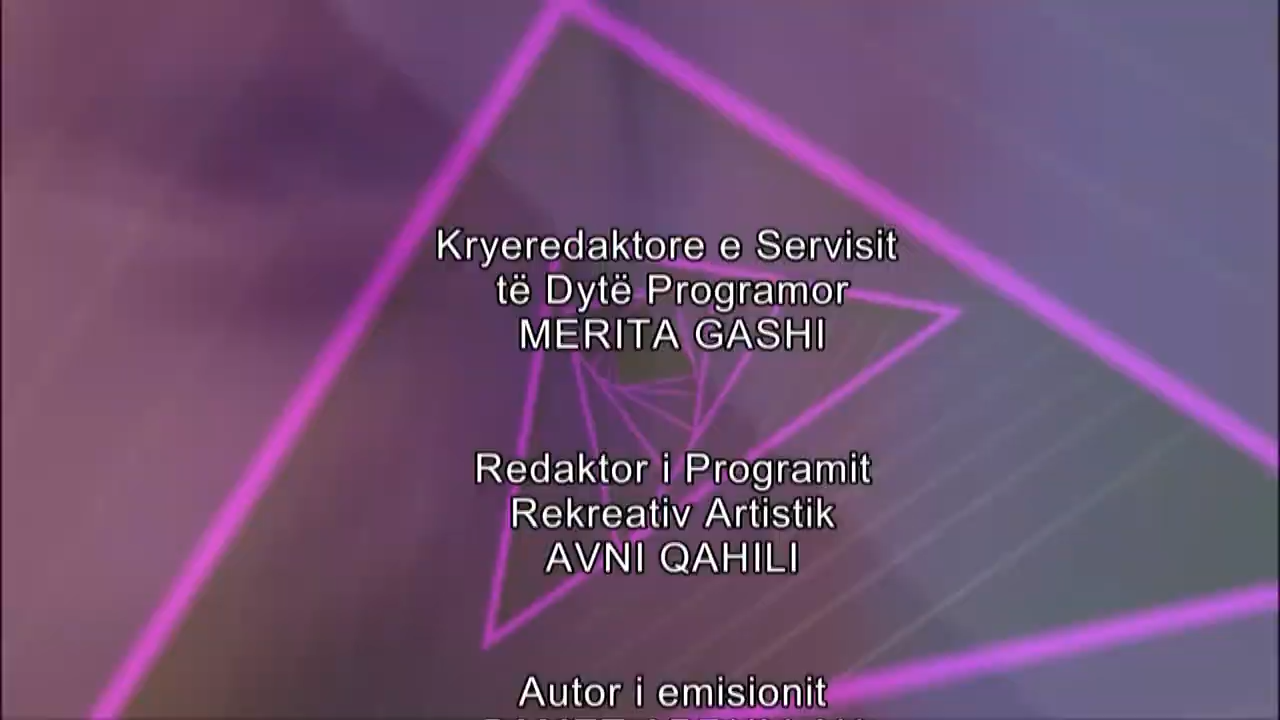 Kryeredaktore e Servisit
të Dytë Programor
MERITA GASHI
Redaktor i Programit
Rekreativ Artistik
AVNI QAHILI
Autor i emisionit